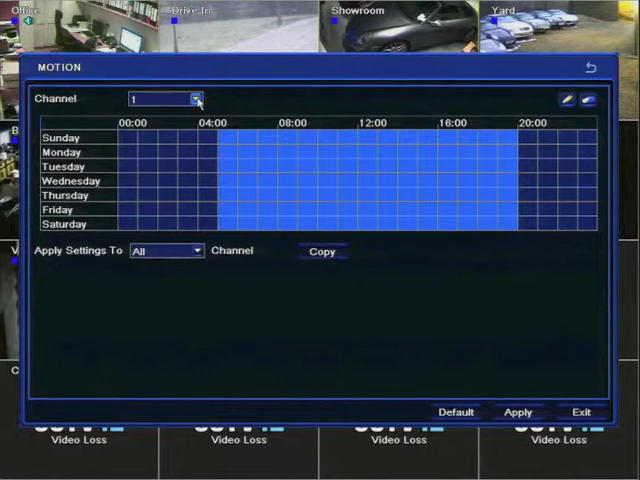 Office Drive In Showroom Yard
MOTION
Channel 1
00:00 04:00 08:00 12:00 16:00 20:00
Sunday
Monday
Tuesday
Wednesday
Thursday
Friday
Saturday
Apply Settings To All Channel Copy
Default Apply Exit
Video Loss Video Loss Video Loss Video Loss